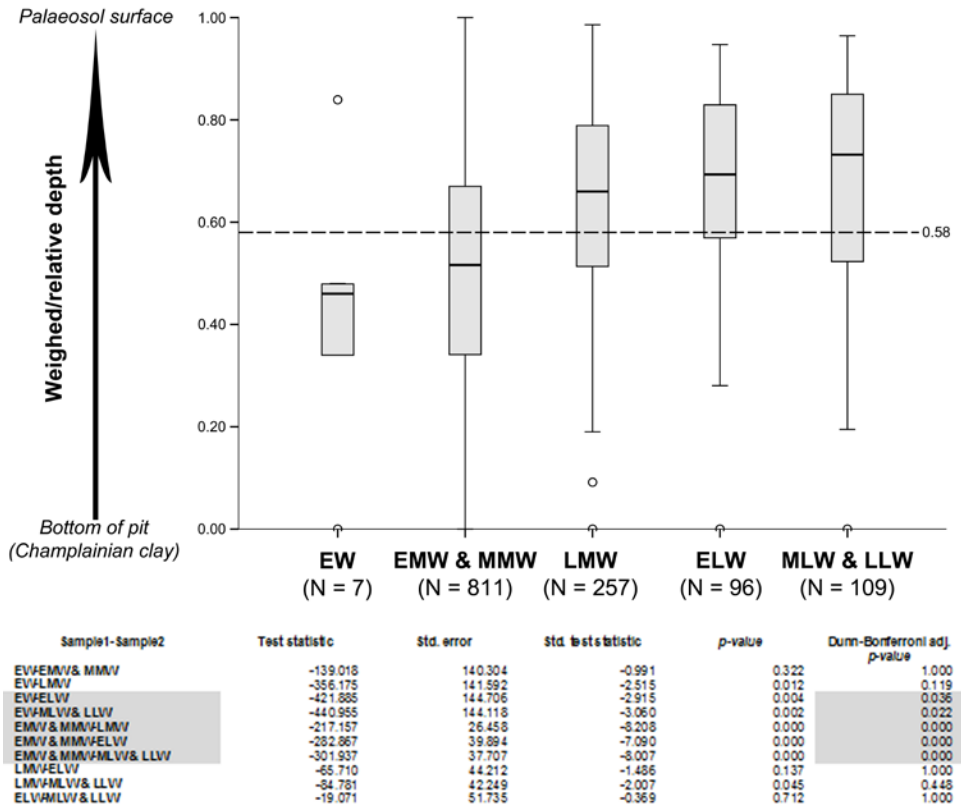 Palaeosol surface
Weighed/relative depth
Bottom of pit
(Champlainian clay)
1.00
0.80
0.60
0.40
0.20
0.00
0.58
EW EMW & MMW LMW ELW MLW & LLW
(N = 7) (N = 811) (N = 257) (N = 96) (N = 109)
Sample1-Sample2 Test statistic Std. error Std. test statistic p-value Dunn-Bonferroni adj.
p-value
EW-EMW & MMW -139.018 140.304 -0.991 0.322 1.000
EW-LMW -356.175 141.592 -2.515 0.012 0.119
EW-ELW -421.885 144.706 -2.915 0.004 0.036
EW-MLW & LLW -440.955 144.118 -3.060 0.002 0.022
EMW & MMW-LMW -217.157 26.458 -8.208 0.000 0.000
EMW & MMW-ELW -282.867 39.894 -7.090 0.000 0.000
EMW & MMW-MLW & LLW -301.937 37.707 -8.007 0.000 0.000
LMW-ELW -65.710 44.212 -1.486 0.137 1.000
LMW-MLW & LLW -84.781 42.249 -2.007 0.045 0.448
ELW-MLW & LLW -19.071 51.735 -0.369 0.712 1.000